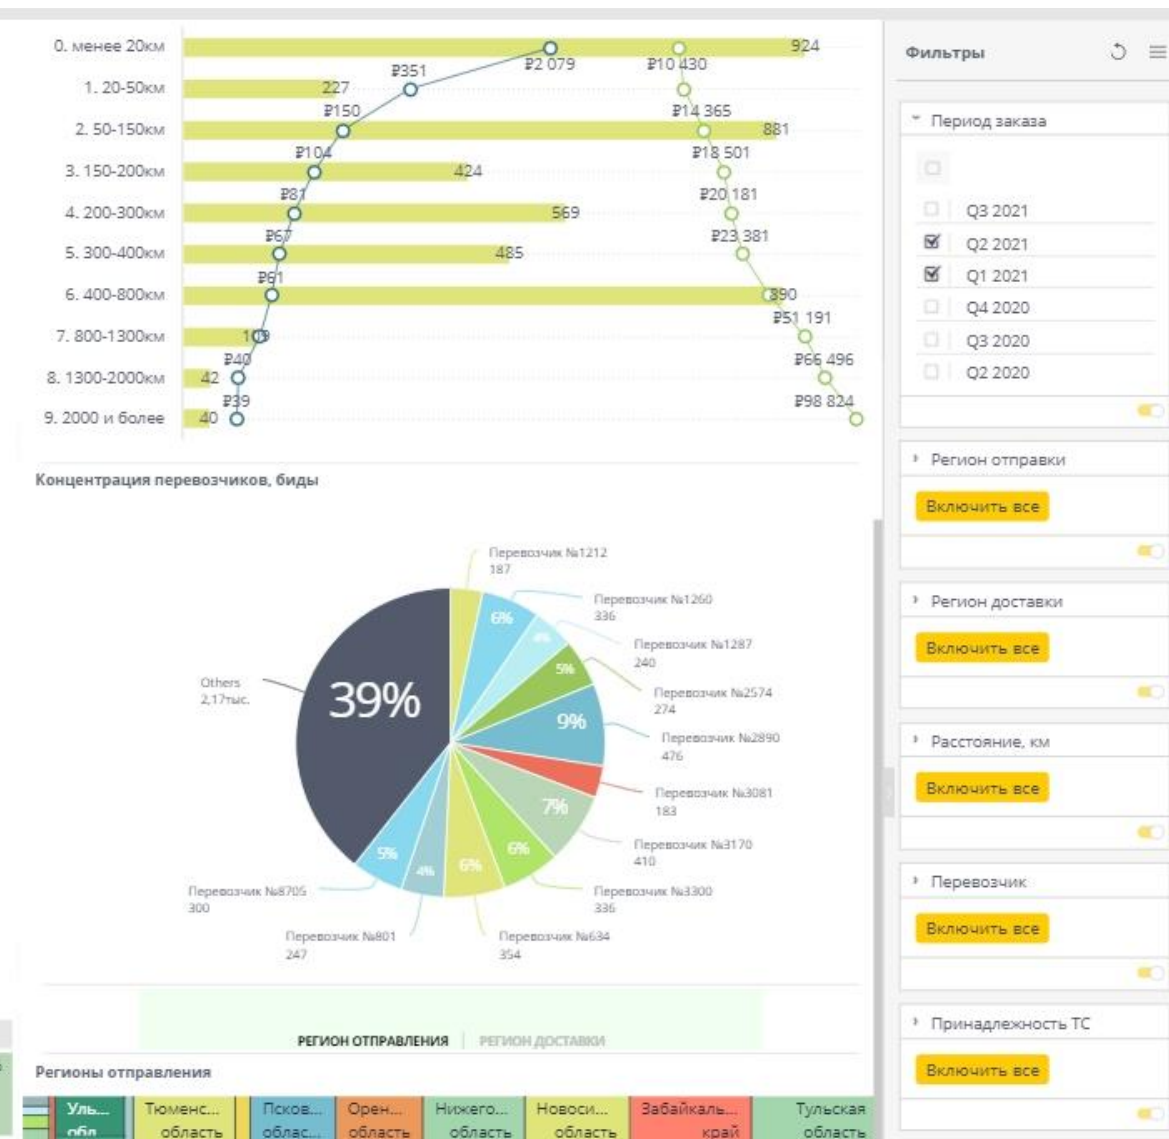 0. менее 20км
924
₽2 079
₽10 430
1. 20-50км
227
₽351
₽14 365
2. 50-150км
881
₽150
₽18 501
3. 150-200км
424
₽104
₽20 181
4. 200-300км
569
₽81
₽23 381
5. 300-400км
485
₽67
6. 400-800км
890
₽61
₽51 191
7. 800-1300км
109
₽66 496
8. 1300-2000км
42
₽40
₽98 824
9. 2000 и более
40
₽39
Концентрация перевозчиков, биды
Перевозчик №1212
187
Перевозчик №1260
336
6%
Перевозчик №1287
240
4%
Перевозчик №2574
274
5%
Перевозчик №2890
476
9%
Перевозчик №3081
183
Перевозчик №3170
410
7%
Перевозчик №3300
336
6%
Перевозчик №634
354
6%
Перевозчик №801
247
4%
Перевозчик №8705
300
5%
Others
2,17тыс.
39%
РЕГИОН ОТПРАВЛЕНИЯ
РЕГИОН ДОСТАВКИ
Регионы отправления
Уль...
обл...
Тюменс...
область
Псков...
облас...
Орен...
область
Нижего...
область
Новоси...
область
Забайкаль...
край
Тульская
область
Фильтры
Период заказа
Q3 2021
Q2 2021
Q1 2021
Q4 2020
Q3 2020
Q2 2020
Регион отправки
Включить все
Регион доставки
Включить все
Расстояние, км
Включить все
Перевозчик
Включить все
Принадлежность ТС
Включить все